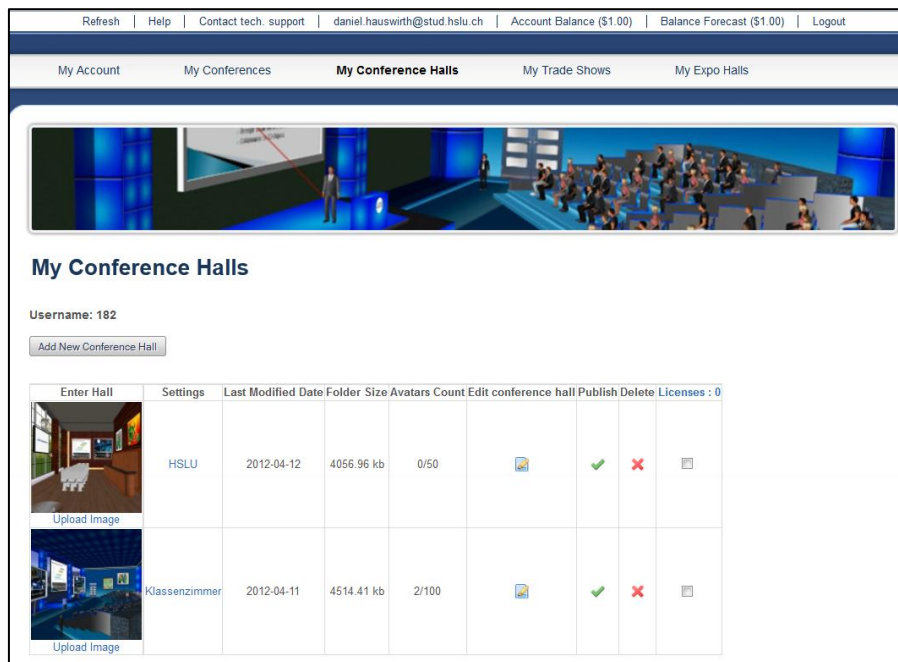 Refresh | Help | Contact tech. support | daniel.hauswirth@stud.hslu.ch | Account Balance ($1.00) | Balance Forecast ($1.00) | Logout
My Account My Conferences My Conference Halls My Trade Shows My Expo Halls
My Conference Halls
Username: 182
Add New Conference Hall
Enter Hall Settings Last Modified Date Folder Size Avatars Count Edit conference hall Publish Delete Licenses : 0
HSLU 2012-04-12 4056.96 kb 0/50
Upload Image
Klassenzimmer 2012-04-11 4514.41 kb 2/100
Upload Image